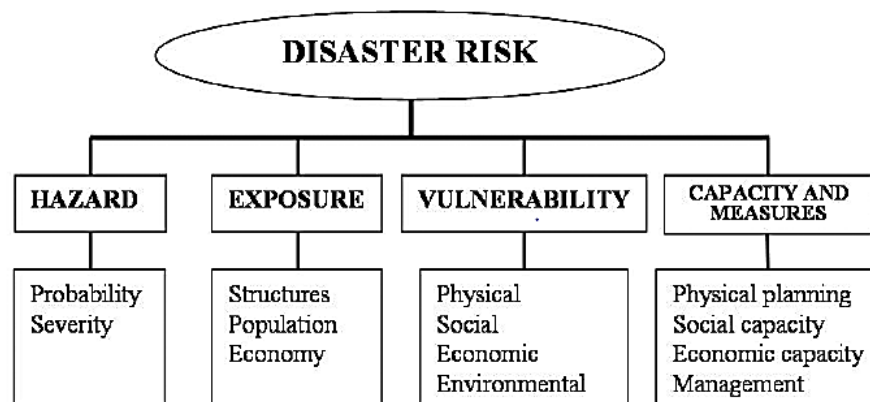 DISASTER RISK
HAZARD
Probability
Severity
EXPOSURE
Structures
Population
Economy
VULNERABILITY
Physical
Social
Economic
Environmental
CAPACITY AND
MEASURES
Physical planning
Social capacity
Economic capacity
Management